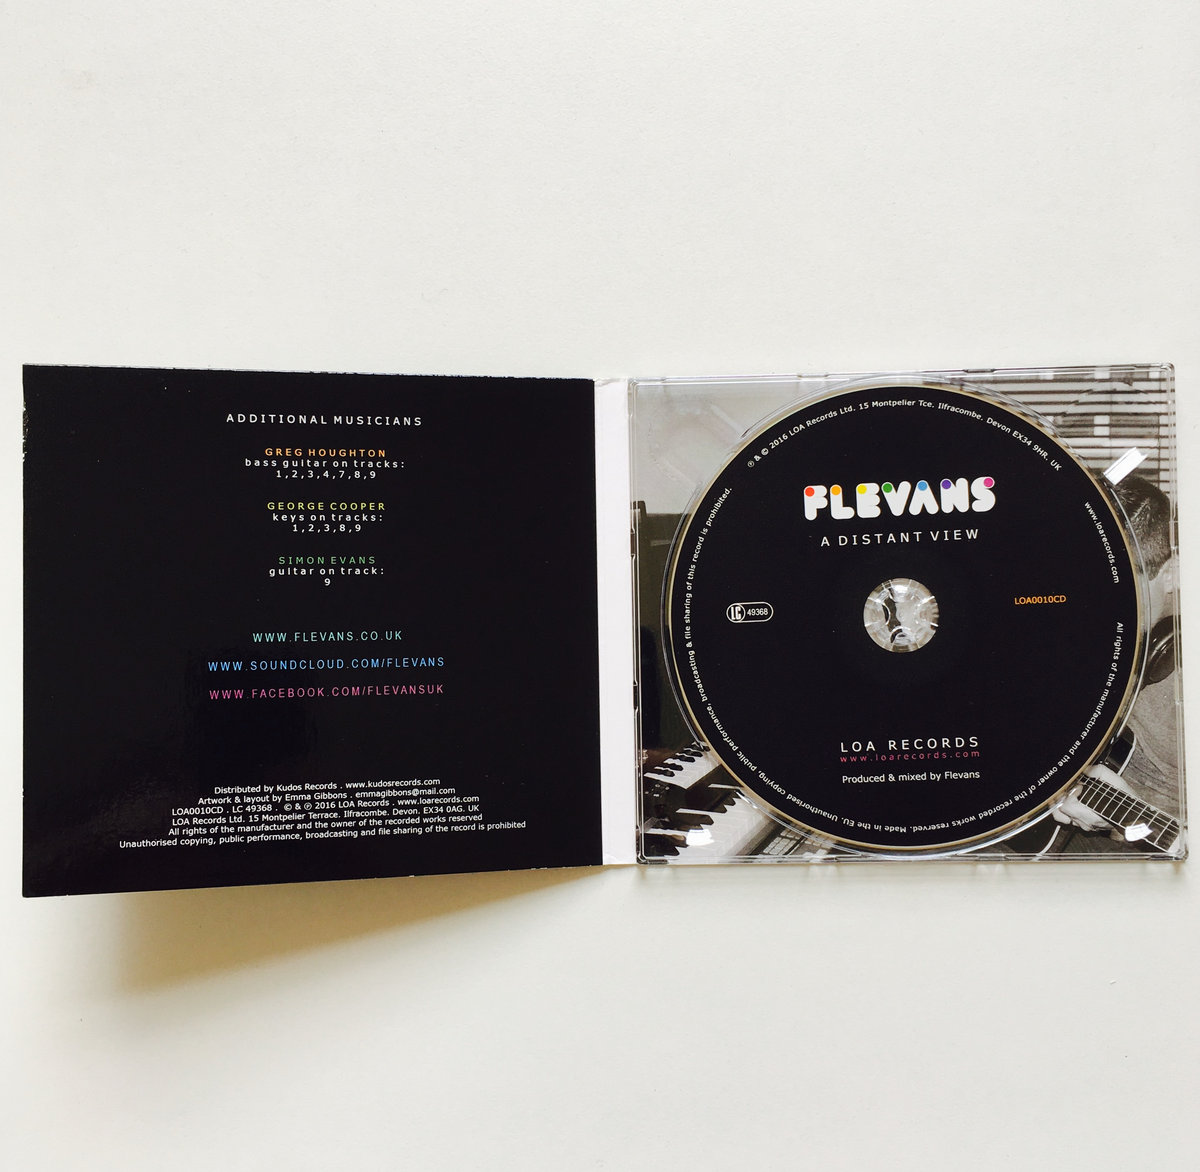 ADDITIONAL MUSICIANS
GREG HOUGHTON
bass guitar on tracks:
1,2,3,4,7,8,9
GEORGE COOPER
keys on tracks:
1,2,3,8,9
SIMON EVANS
guitar on track:
9
WWW.FLEVANS.CO.UK
WWW.SOUNDCLOUD.COM/FLEVANS
WWW.FACEBOOK.COM/FLEVANSUK
Distributed by Kudos Records . www.kudosrecords.com
Artwork & layout by Emma Gibbons . emmagibbons@mail.com
LOA0010CD . LC 49368 . © & ℗ 2016 LOA Records . www.loarecords.com
LOA Records Ltd. 15 Montpelier Terrace. Ilfracombe. Devon. EX34 0AG. UK
All rights of the manufacturer and the owner of the recorded works reserved
Unauthorised copying, public performance, broadcasting and file sharing of the record is prohibited
℗ & © 2016 LOA Records Ltd. 15 Montpelier Tce. Ilfracombe. Devon EX34 9HR. UK
www.loarecords.com
All rights of the manufacturer and the owner of the recorded works reserved. Made in the EU. Unauthorised copying, public performance, broadcasting & file sharing of this record is prohibited.
FLEVANS
A DISTANT VIEW
LC 49368
LOA0010CD
LOA RECORDS
www.loarecords.com
Produced & mixed by Flevans